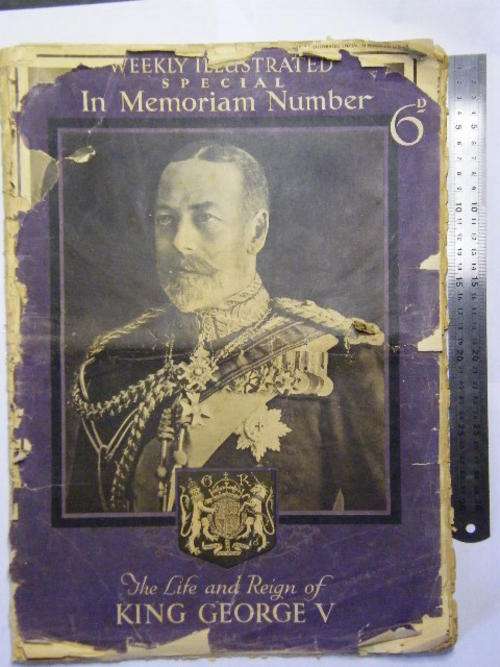 WEEKLY ILLUSTRATED
SPECIAL
In Memoriam Number
6D
G R
The Life and Reign of
KING GEORGE V